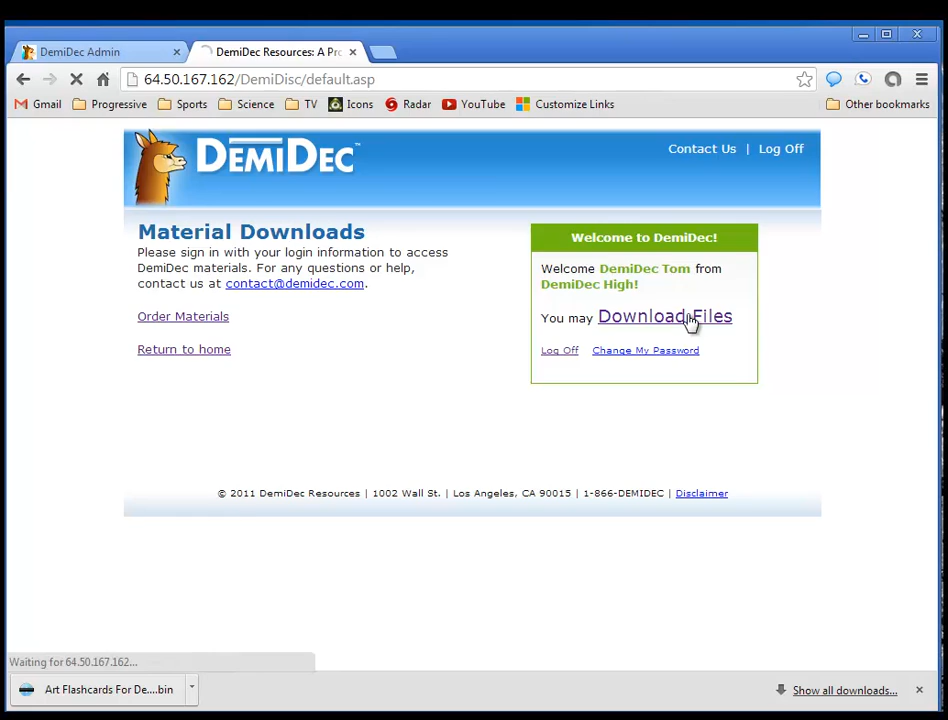 DemiDec Admin
DemiDec Resources: A Pro
64.50.167.162/DemiDisc/default.asp
Gmail Progressive Sports Science TV Icons Radar YouTube Customize Links Other bookmarks
DEMIDEC™
Contact Us | Log Off
Material Downloads
Please sign in with your login information to access
DemiDec materials. For any questions or help,
contact us at contact@demidec.com.
Order Materials
Return to home
Welcome to DemiDec!
Welcome DemiDec Tom from
DemiDec High!
You may Download Files
Log Off Change My Password
© 2011 DemiDec Resources | 1002 Wall St. | Los Angeles, CA 90015 | 1-866-DEMIDEC | Disclaimer
Waiting for 64.50.167.162...
Art Flashcards For De....bin
Show all downloads...